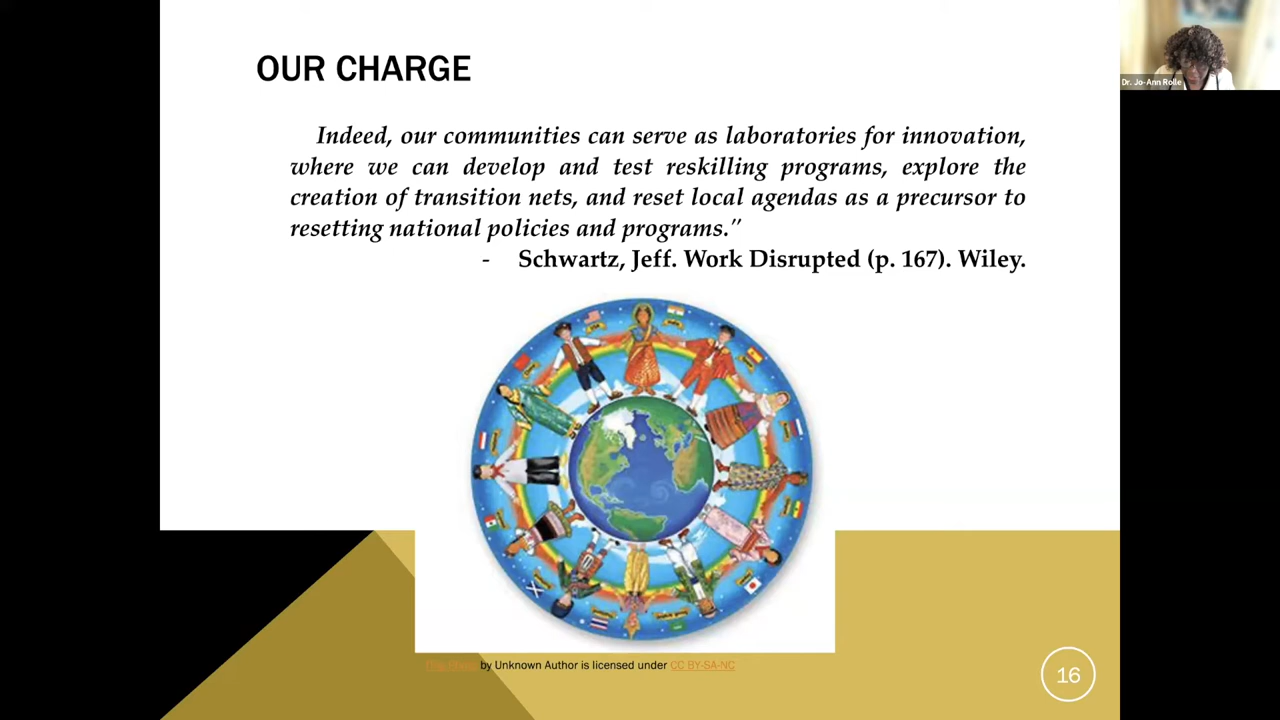 OUR CHARGE
Dr. Jo-Ann Rolle
Indeed, our communities can serve as laboratories for innovation,
where we can develop and test reskilling programs, explore the
creation of transition nets, and reset local agendas as a precursor to
resetting national policies and programs."
- Schwartz, Jeff. Work Disrupted (p. 167). Wiley.
This Photo by Unknown Author is licensed under CC BY-SA-NC
16